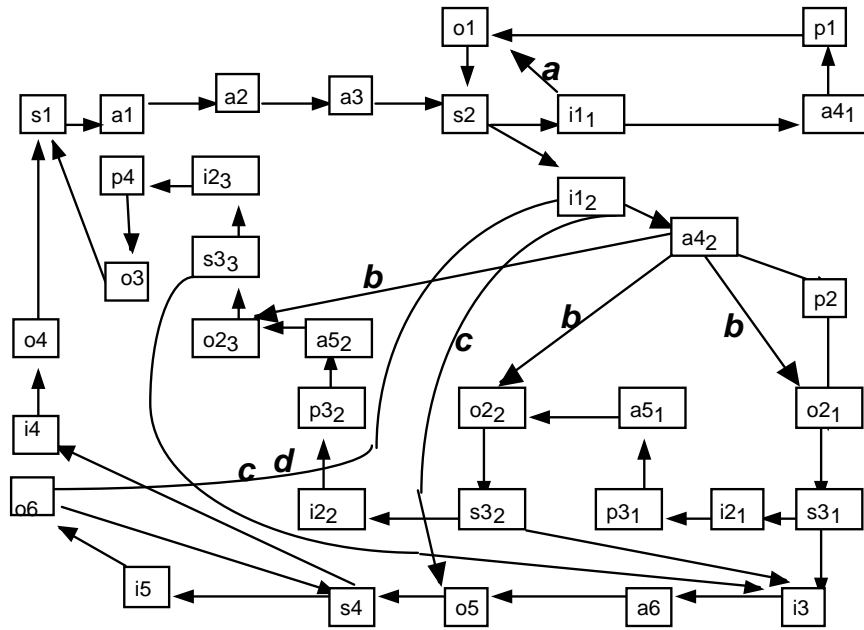 o1 p1
a
s1 a1 a2 a3 s2 i11 a41
p4 i23 i12
s33 a42
o3 b
p2
o4 o23 a52 c b b
p32 o22 a51 o21
i4
c d
o6 i22 s32 p31 i21 s31
i5 s4 o5 a6 i3